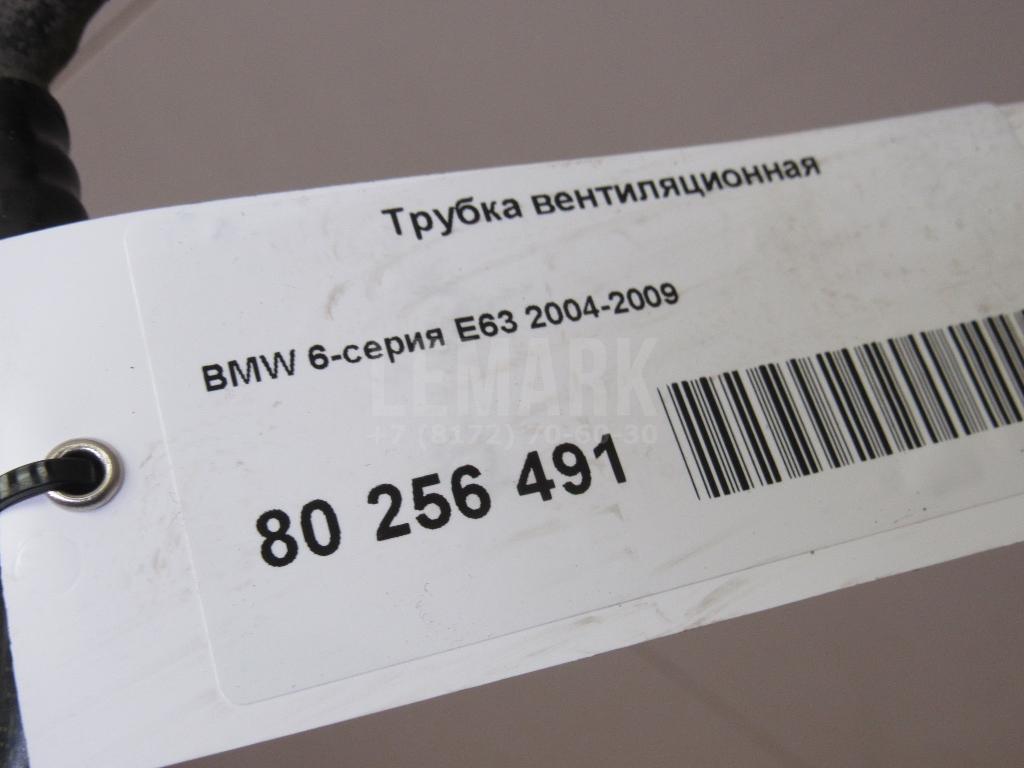 Трубка вентиляционная
BMW 6-серия E63 2004-2009
LEMARK
+7 (8172) 70-60-30
80 256 491